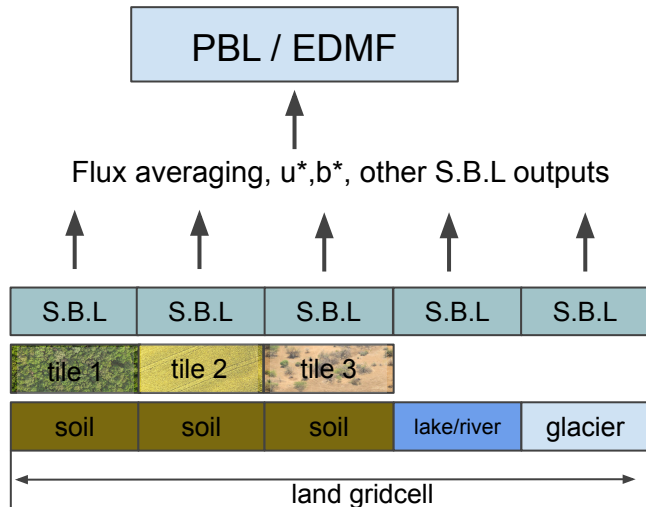 PBL / EDMF
Flux averaging, u*,b*, other S.B.L outputs
S.B.L S.B.L S.B.L S.B.L S.B.L
tile 1 tile 2 tile 3
soil soil soil lake/river glacier
land gridcell